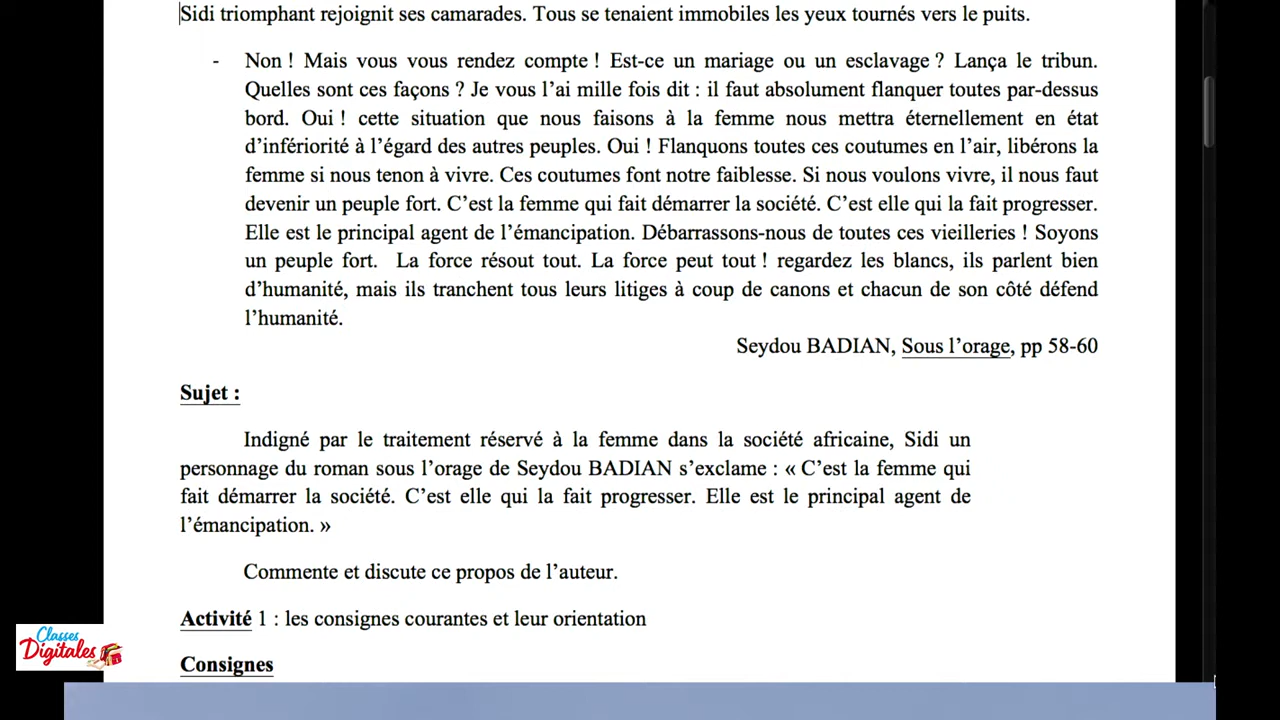 Sidi triomphant rejoignit ses camarades. Tous se tenaient immobiles les yeux tournés vers le puits.
- Non ! Mais vous vous rendez compte ! Est-ce un mariage ou un esclavage ? Lança le tribun.
Quelles sont ces façons ? Je vous l’ai mille fois dit : il faut absolument flanquer toutes par-dessus
bord. Oui ! cette situation que nous faisons à la femme nous mettra éternellement en état
d’infériorité à l’égard des autres peuples. Oui ! Flanquons toutes ces coutumes en l’air, libérons la
femme si nous tenon à vivre. Ces coutumes font notre faiblesse. Si nous voulons vivre, il nous faut
devenir un peuple fort. C’est la femme qui fait démarrer la société. C’est elle qui la fait progresser.
Elle est le principal agent de l’émancipation. Débarrassons-nous de toutes ces vieilleries ! Soyons
un peuple fort. La force résout tout. La force peut tout ! regardez les blancs, ils parlent bien
d’humanité, mais ils tranchent tous leurs litiges à coup de canons et chacun de son côté défend
l’humanité.
Seydou BADIAN, Sous l’orage, pp 58-60
Sujet :
Indigné par le traitement réservé à la femme dans la société africaine, Sidi un
personnage du roman sous l’orage de Seydou BADIAN s’exclame : « C’est la femme qui
fait démarrer la société. C’est elle qui la fait progresser. Elle est le principal agent de
l’émancipation. »
Commente et discute ce propos de l’auteur.
Activité 1 : les consignes courantes et leur orientation
Consignes
Classes
Digitales